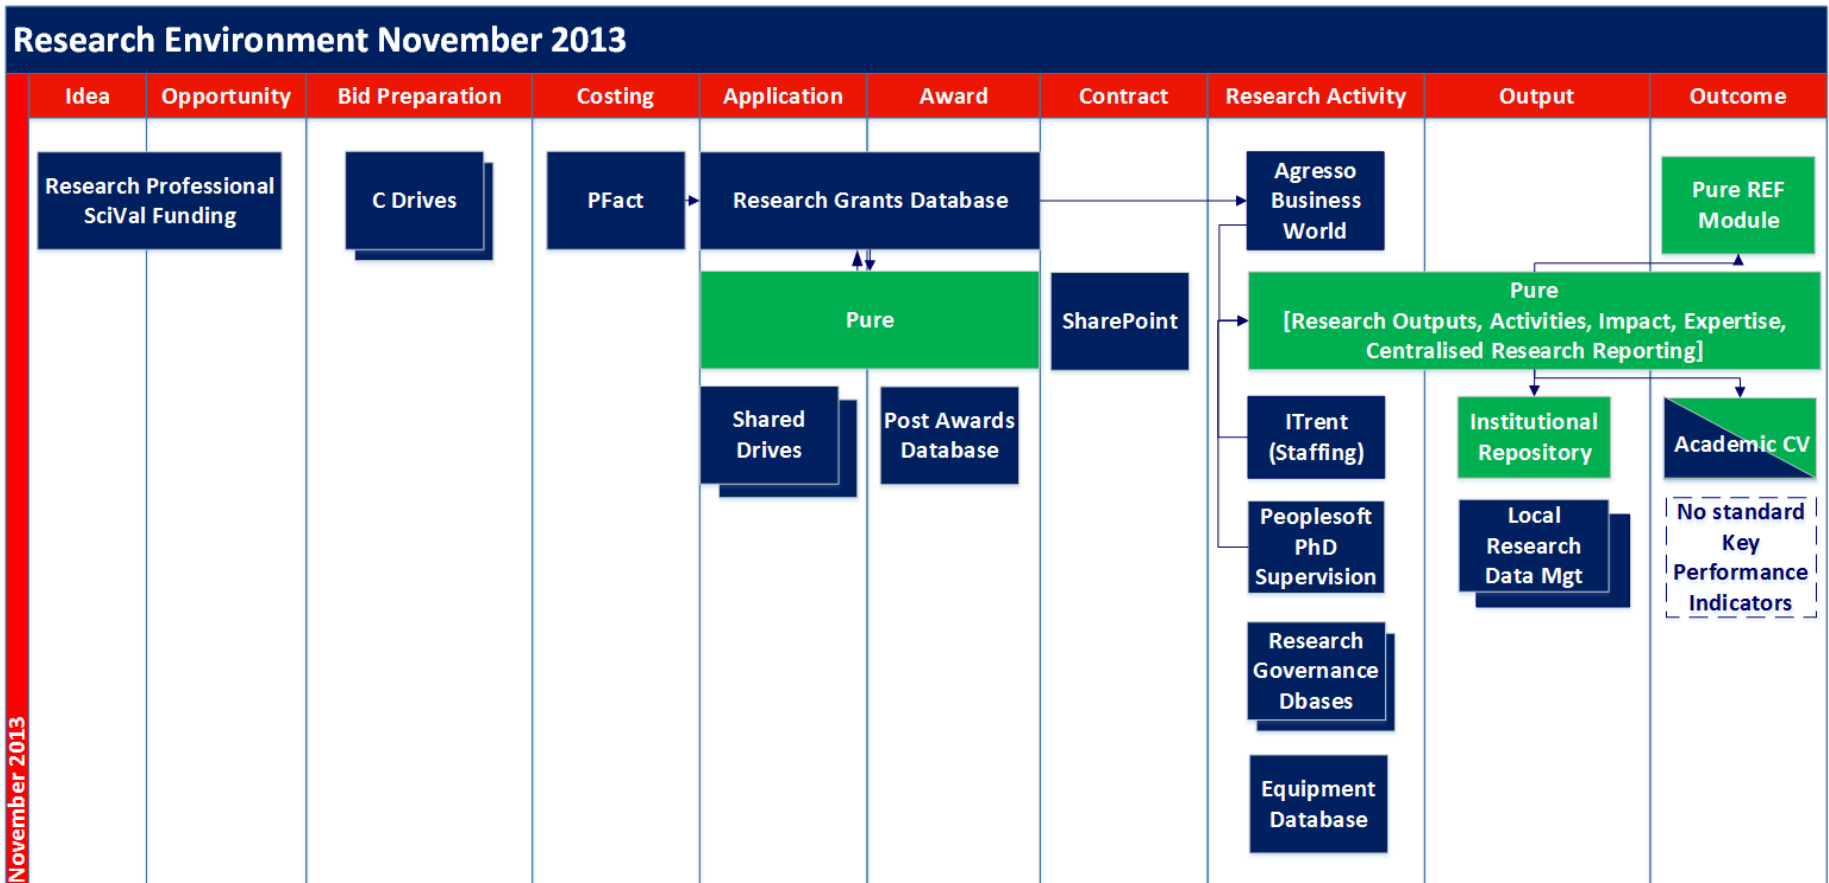 Research Environment November 2013
Idea
Opportunity
Bid Preparation
Costing
Application
Award
Contract
Research Activity
Output
Outcome
Research Professional
SciVal Funding
C Drives
PFact
Research Grants Database
Agresso
Business
World
Pure REF
Module
Pure
SharePoint
Pure
[Research Outputs, Activities, Impact, Expertise,
Centralised Research Reporting]
Shared
Drives
Post Awards
Database
ITrent
(Staffing)
Institutional
Repository
Academic CV
Peoplesoft
PhD
Supervision
Local
Research
Data Mgt
No standard
Key
Performance
Indicators
Research
Governance
Dbases
Equipment
Database
November 2013